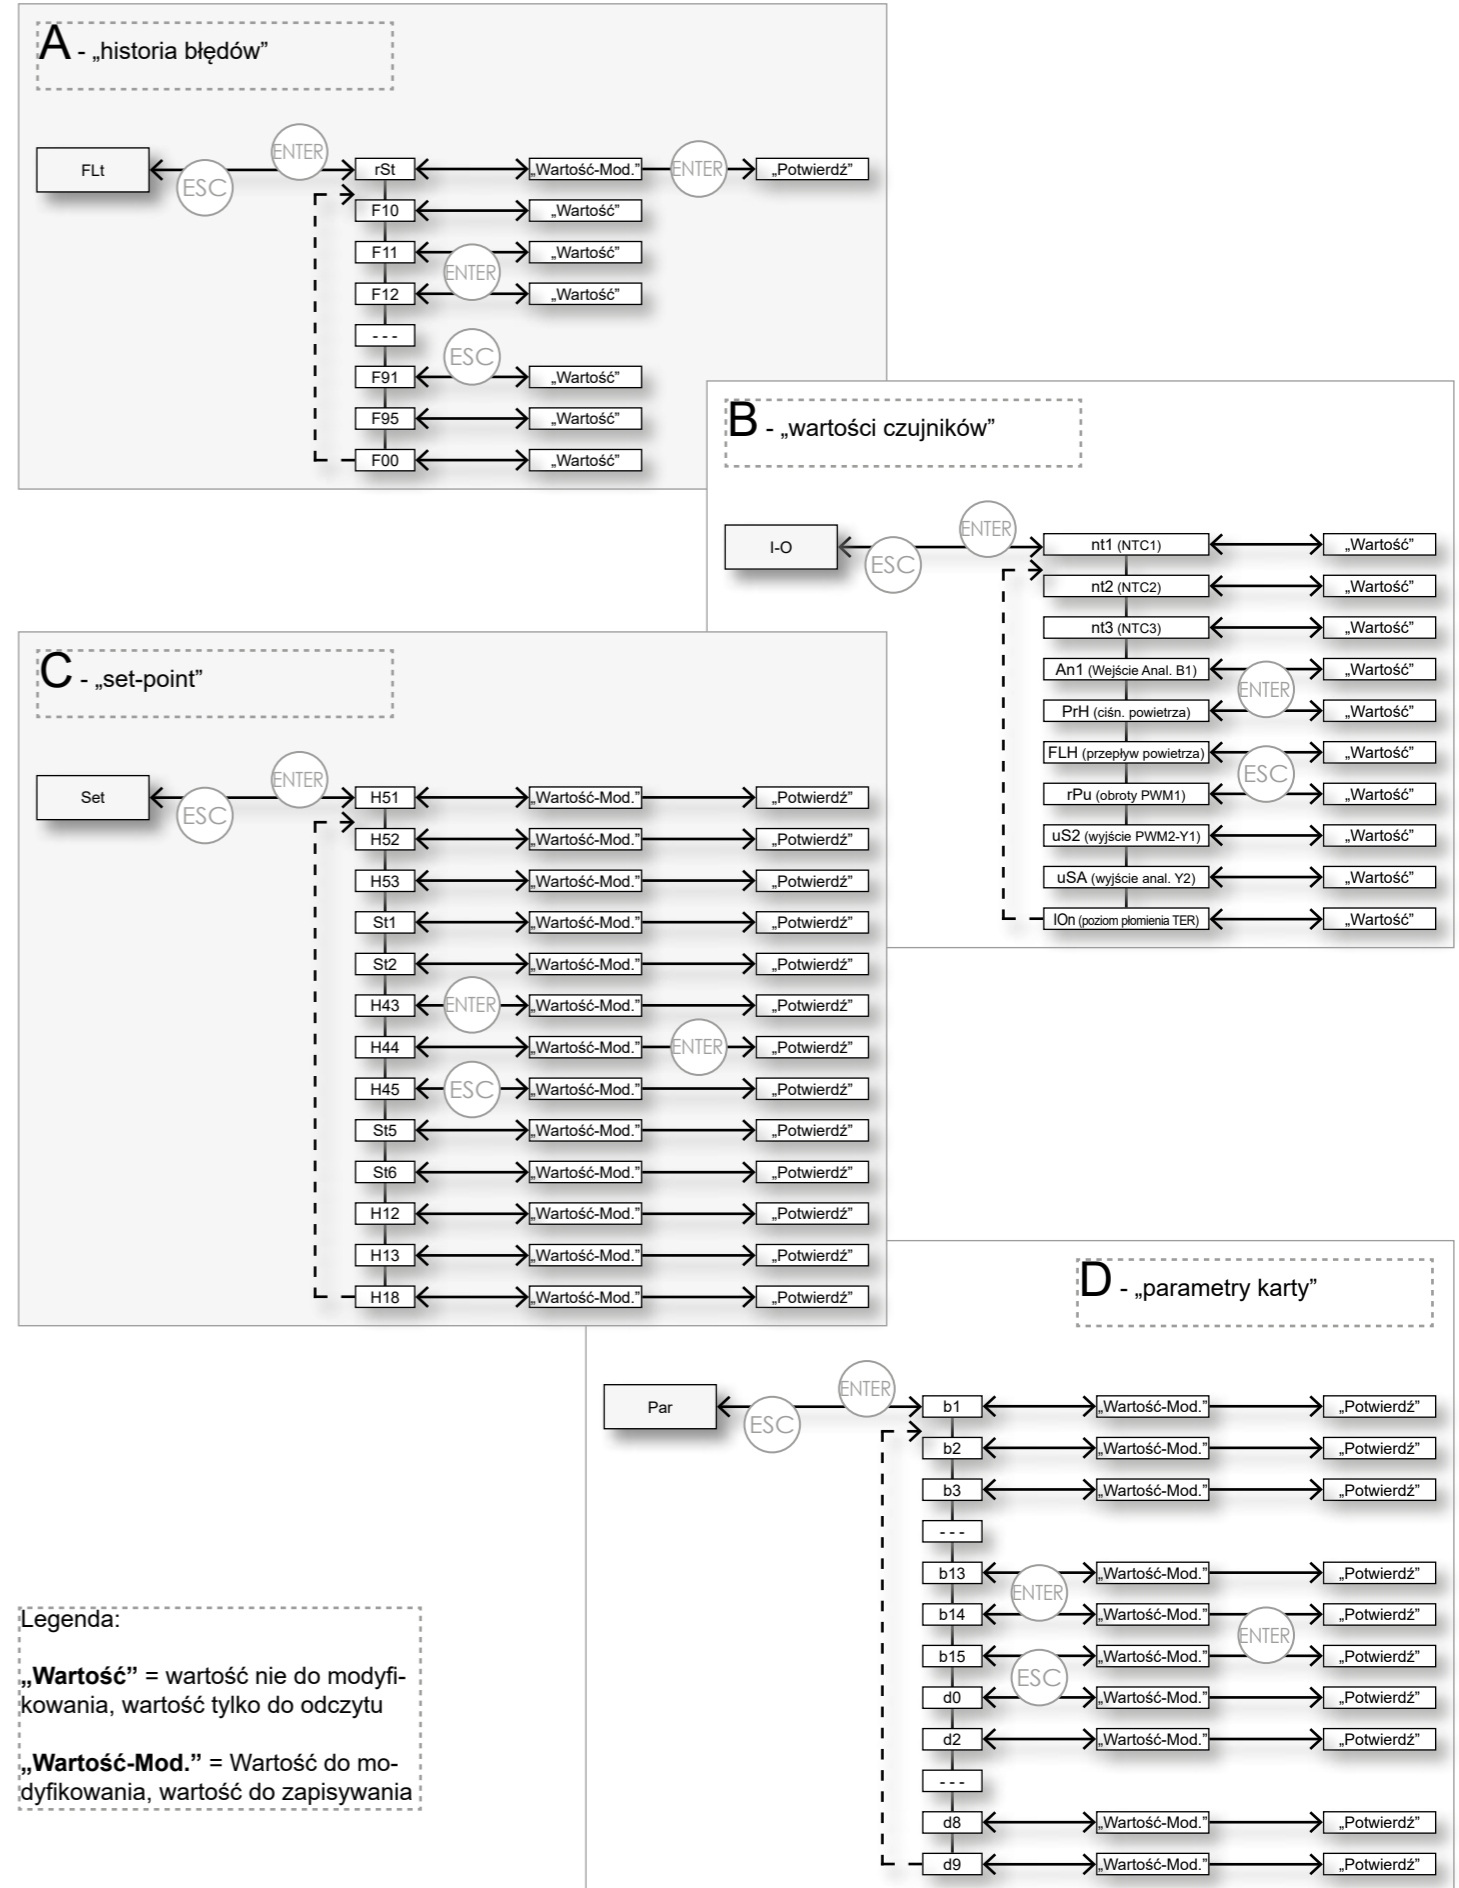 A - „historia błędów”
FLt
ESC
ENTER
rSt
„Wartość-Mod.”
ENTER
„Potwierdź”
F10
„Wartość”
F11
„Wartość”
ENTER
F12
„Wartość”
- - -
ESC
F91
„Wartość”
F95
„Wartość”
F00
„Wartość”
B - „wartości czujników”
I-O
ESC
ENTER
nt1 (NTC1)
„Wartość”
nt2 (NTC2)
„Wartość”
nt3 (NTC3)
„Wartość”
An1 (Wejście Anal. B1)
„Wartość”
ENTER
PrH (ciśn. powietrza)
„Wartość”
FLH (przepływ powietrza)
„Wartość”
ESC
rPu (obroty PWM1)
„Wartość”
uS2 (wyjście PWM2-Y1)
„Wartość”
uSA (wyjście anal. Y2)
„Wartość”
IOn (poziom płomienia TER)
„Wartość”
C - „set-point”
Set
ESC
ENTER
H51
„Wartość-Mod.”
„Potwierdź”
H52
„Wartość-Mod.”
„Potwierdź”
H53
„Wartość-Mod.”
„Potwierdź”
St1
„Wartość-Mod.”
„Potwierdź”
St2
„Wartość-Mod.”
„Potwierdź”
H43
ENTER
„Wartość-Mod.”
„Potwierdź”
H44
„Wartość-Mod.”
ENTER
„Potwierdź”
H45
ESC
„Wartość-Mod.”
„Potwierdź”
St5
„Wartość-Mod.”
„Potwierdź”
St6
„Wartość-Mod.”
„Potwierdź”
H12
„Wartość-Mod.”
„Potwierdź”
H13
„Wartość-Mod.”
„Potwierdź”
H18
„Wartość-Mod.”
„Potwierdź”
D - „parametry karty”
Par
ESC
ENTER
b1
„Wartość-Mod.”
„Potwierdź”
b2
„Wartość-Mod.”
„Potwierdź”
b3
„Wartość-Mod.”
„Potwierdź”
- - -
b13
„Wartość-Mod.”
„Potwierdź”
ENTER
b14
„Wartość-Mod.”
„Potwierdź”
ENTER
b15
„Wartość-Mod.”
„Potwierdź”
ESC
d0
„Wartość-Mod.”
„Potwierdź”
d2
„Wartość-Mod.”
„Potwierdź”
- - -
d8
„Wartość-Mod.”
„Potwierdź”
d9
„Wartość-Mod.”
„Potwierdź”
Legenda:
„Wartość” = wartość nie do modyfi-
kowania, wartość tylko do odczytu
„Wartość-Mod.” = Wartość do mo-
dyfikowania, wartość do zapisywania